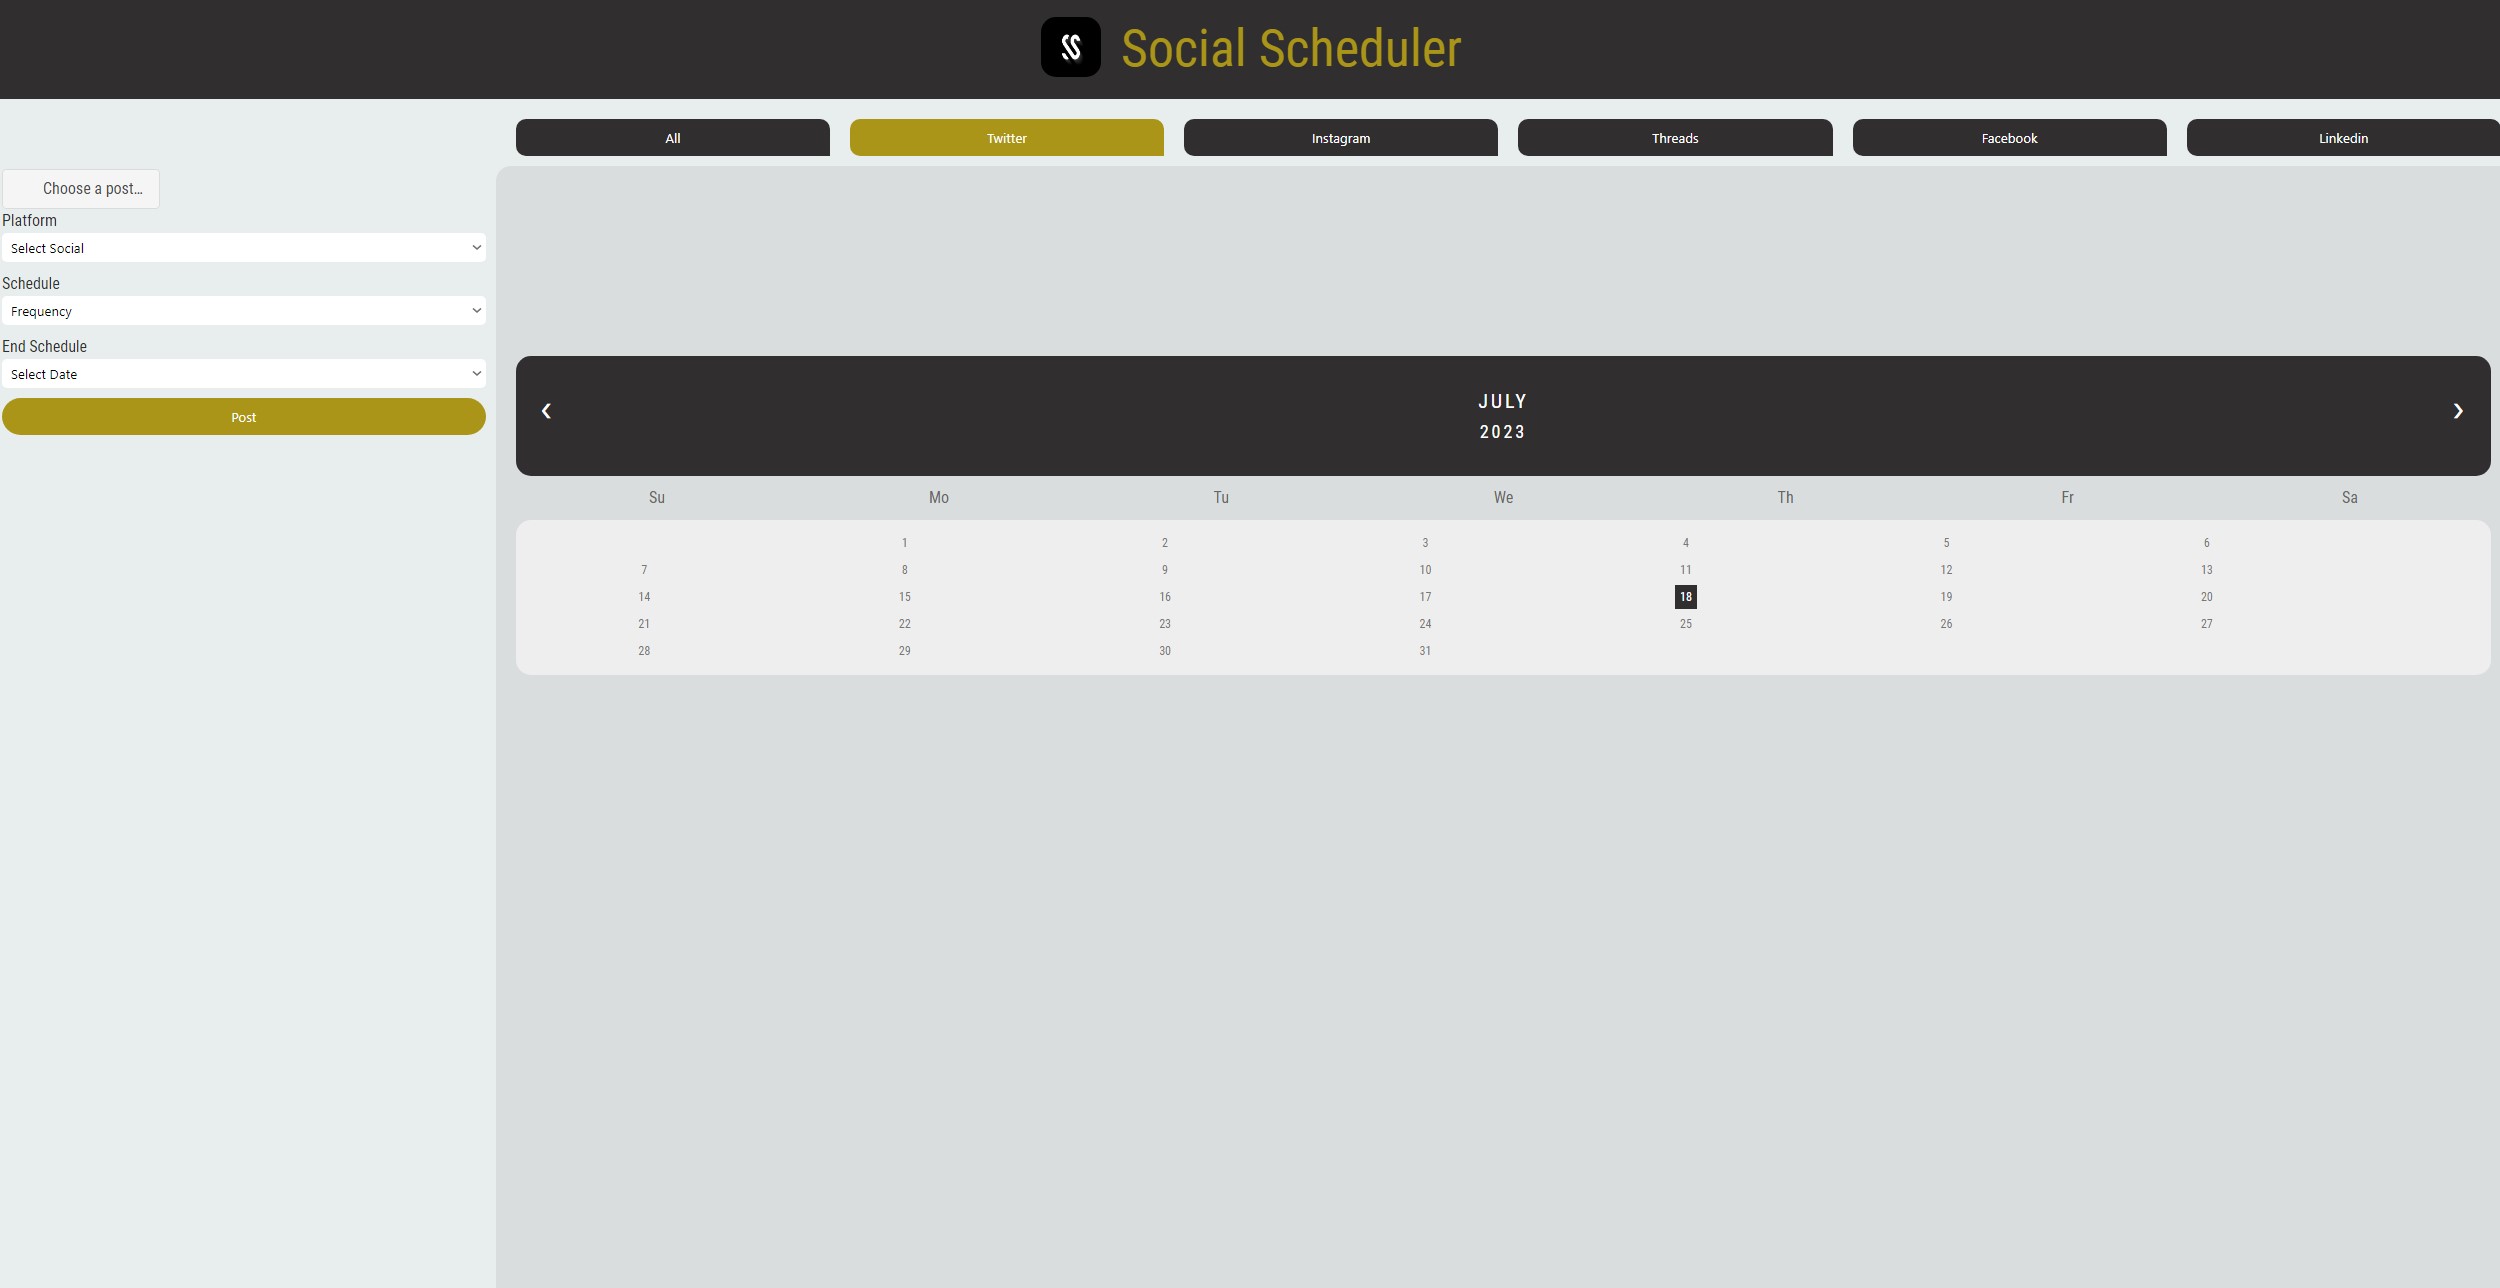 Social Scheduler
All Twitter Instagram Threads Facebook Linkedin
Choose a post...
Platform
Select Social
Schedule
Frequency
End Schedule
Select Date
Post
‹ JULY ›
2023
Su Mo Tu We Th Fr Sa
1 2 3 4 5 6
7 8 9 10 11 12 13
14 15 16 17 18 19 20
21 22 23 24 25 26 27
28 29 30 31